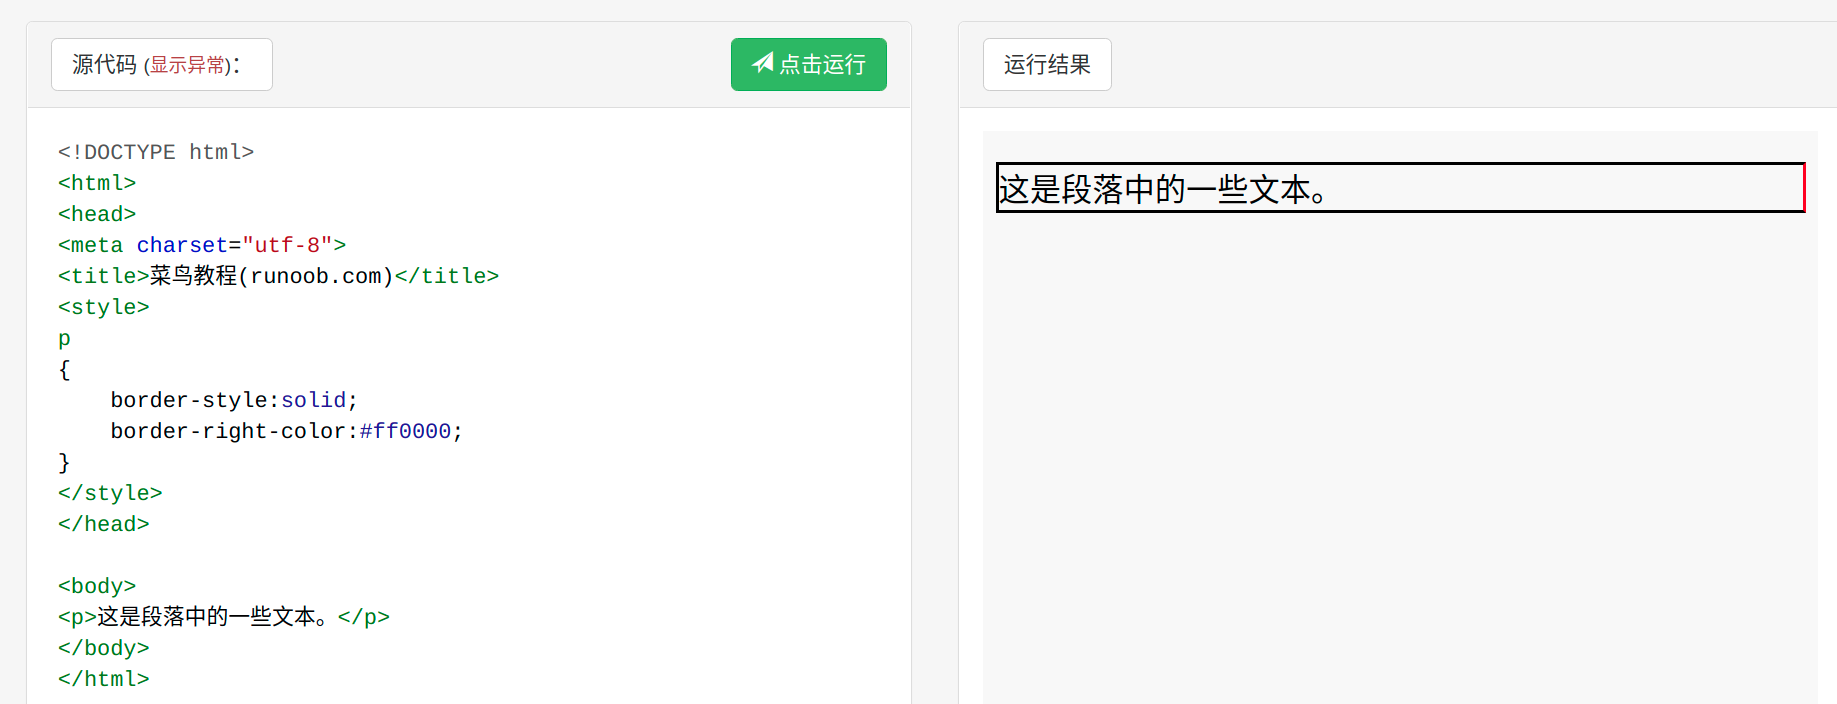 源代码 (显示异常)：
点击运行
<!DOCTYPE html>
<html>
<head>
<meta charset="utf-8">
<title>菜鸟教程(runoob.com)</title>
<style>
p
{
    border-style:solid;
    border-right-color:#ff0000;
}
</style>
</head>

<body>
<p>这是段落中的一些文本。</p>
</body>
</html>
运行结果
这是段落中的一些文本。